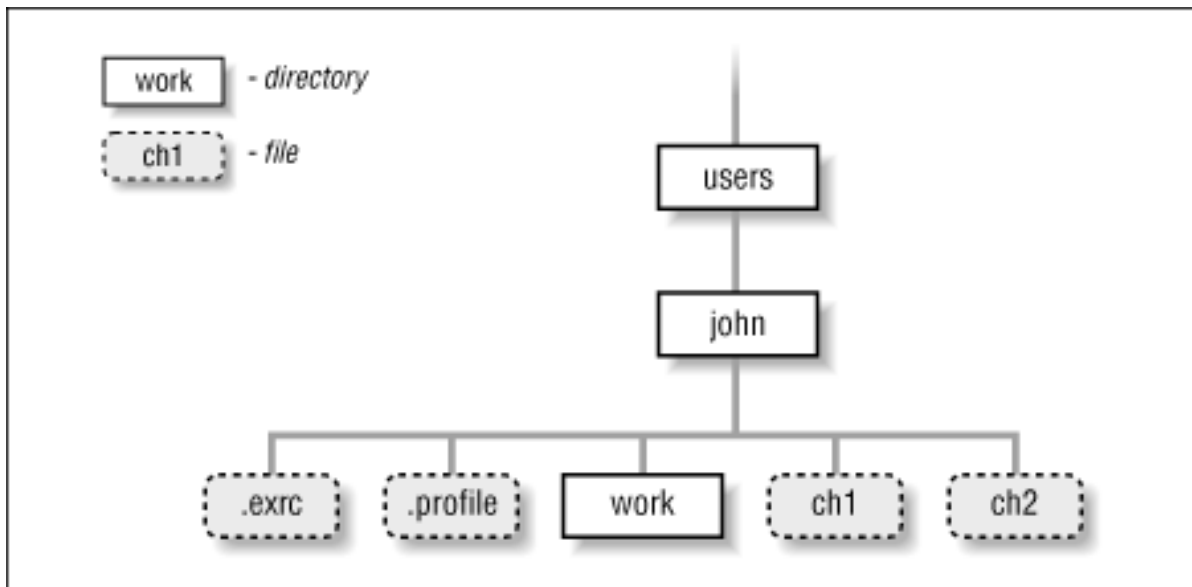 work - directory
ch1 - file
users
john
.exrc .profile work ch1 ch2